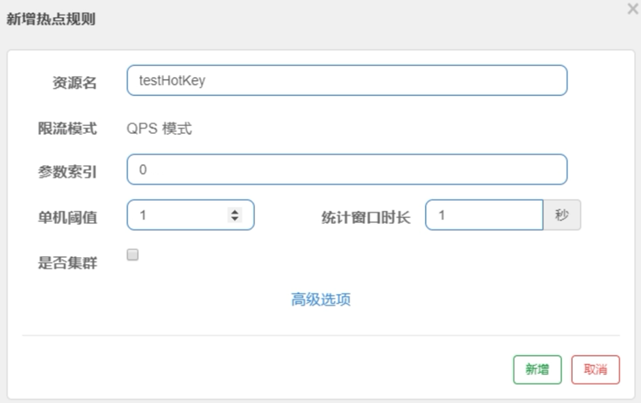 新增热点规则
资源名 testHotKey
限流模式 QPS 模式
参数索引 0
单机阈值 1 统计窗口时长 1 秒
是否集群
高级选项
新增 取消